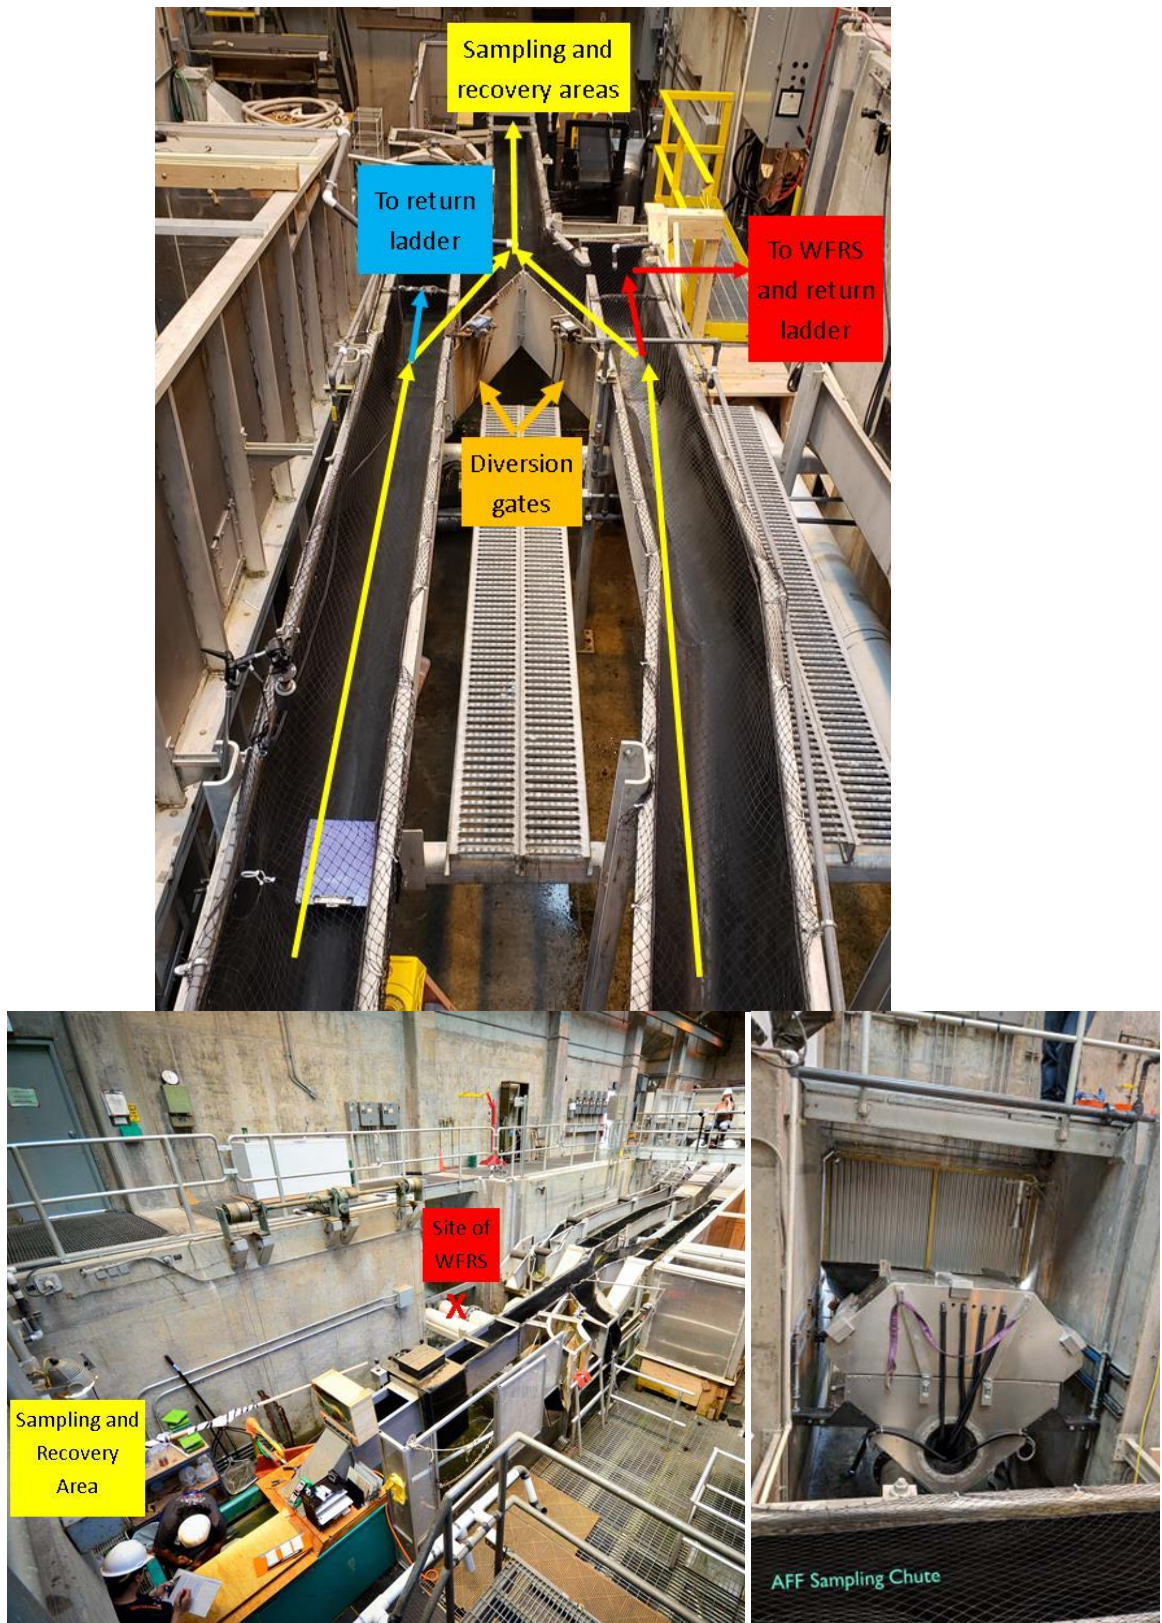 Sampling and
recovery areas
To return
ladder
To WFRS
and return
ladder
Diversion
gates
Site of
WFRS
X
Sampling and
Recovery
Area
AFF Sampling Chute